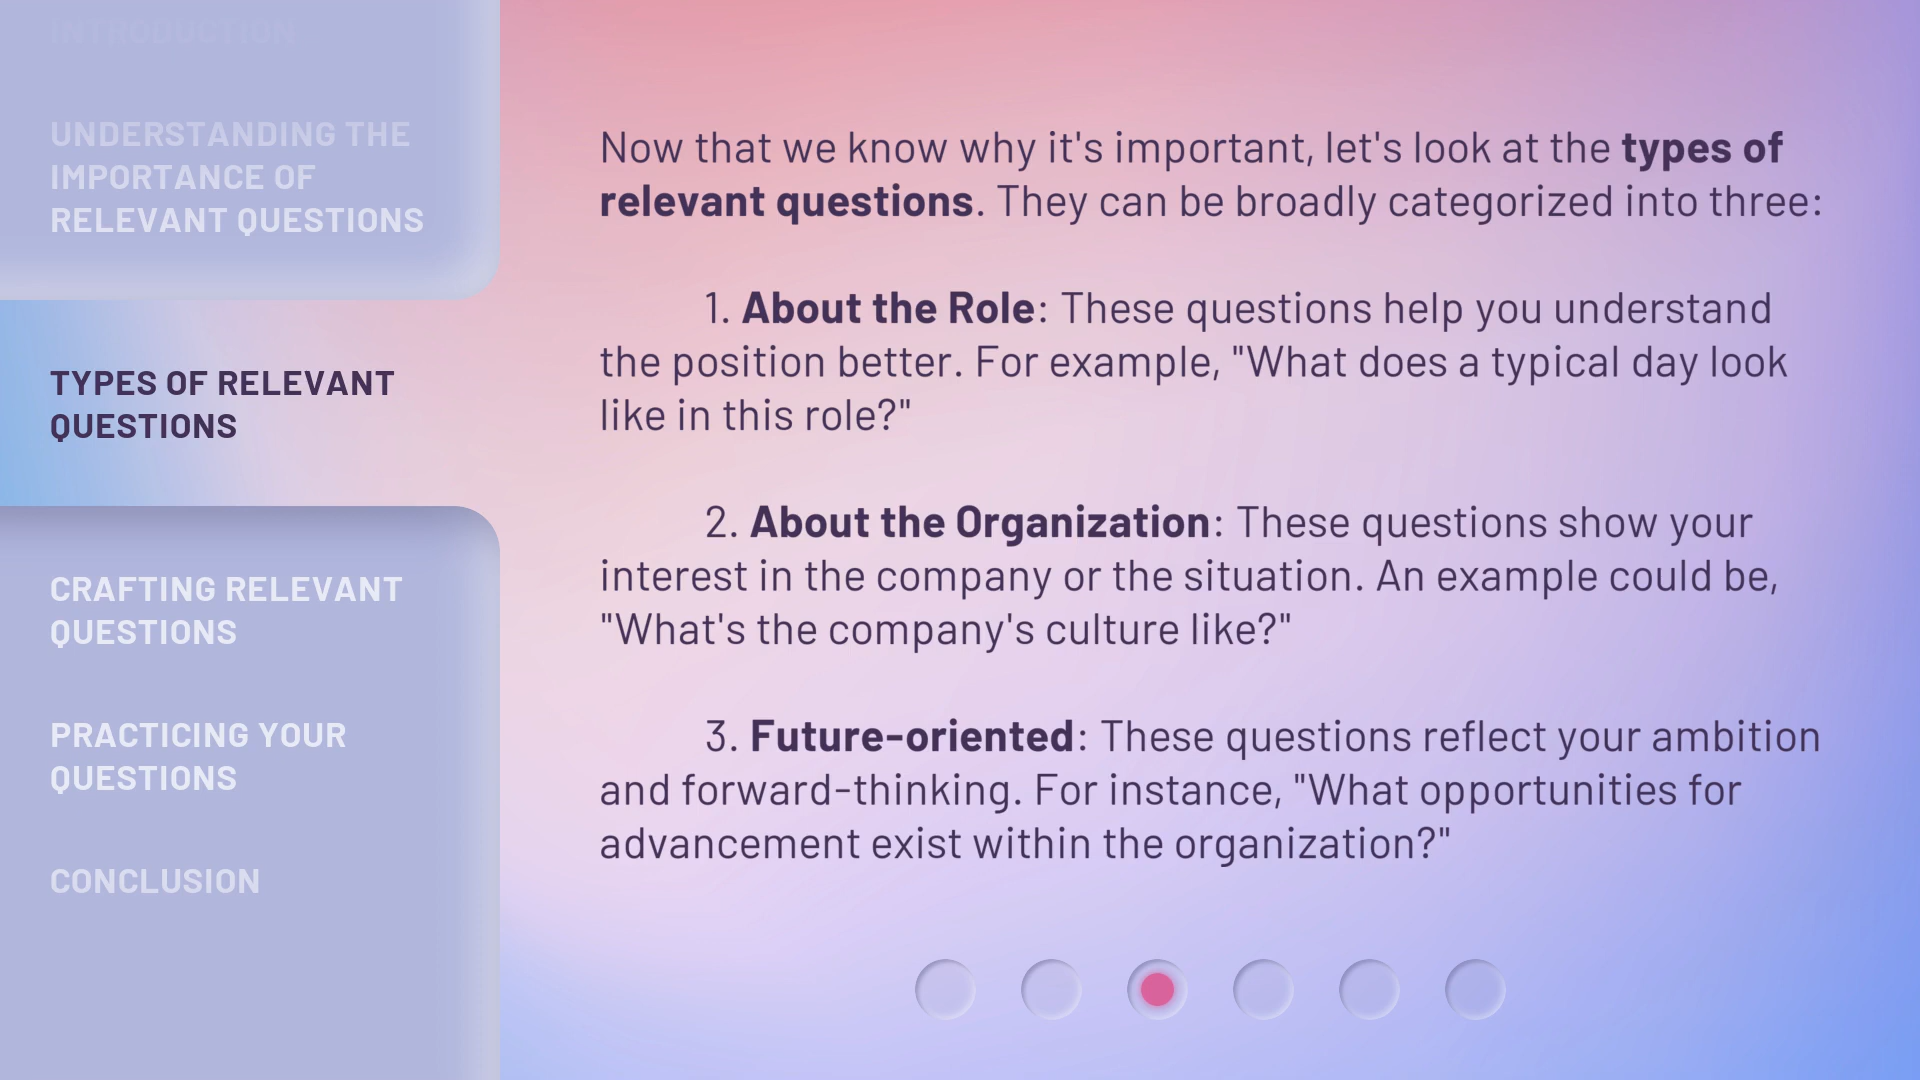 INTRODUCTION
UNDERSTANDING THE
IMPORTANCE OF
RELEVANT QUESTIONS
TYPES OF RELEVANT
QUESTIONS
CRAFTING RELEVANT
QUESTIONS
PRACTICING YOUR
QUESTIONS
CONCLUSION
Now that we know why it's important, let's look at the types of
relevant questions. They can be broadly categorized into three:
1. About the Role: These questions help you understand
the position better. For example, "What does a typical day look
like in this role?"
2. About the Organization: These questions show your
interest in the company or the situation. An example could be,
"What's the company's culture like?"
3. Future-oriented: These questions reflect your ambition
and forward-thinking. For instance, "What opportunities for
advancement exist within the organization?"